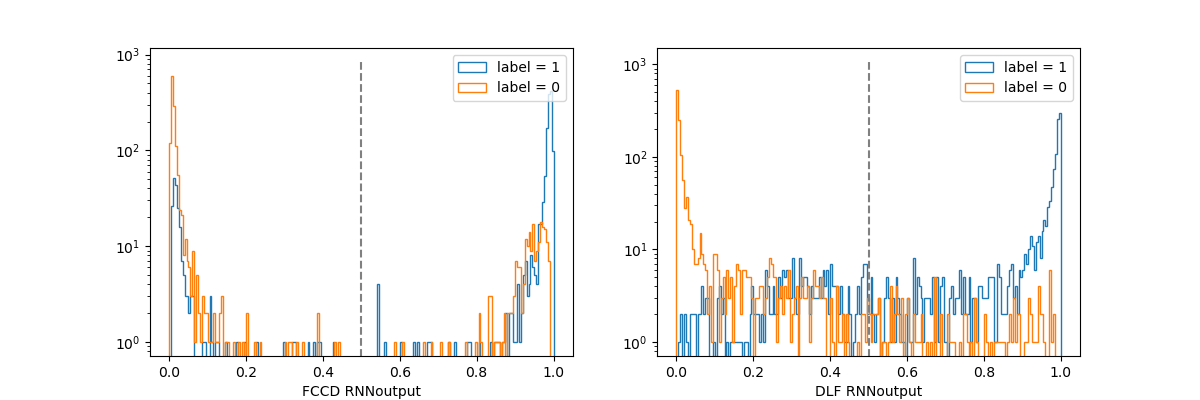 10³
10²
10¹
10⁰
0.0 0.2 0.4 0.6 0.8 1.0
FCCD RNNoutput
label = 1
label = 0
10³
10²
10¹
10⁰
0.0 0.2 0.4 0.6 0.8 1.0
DLF RNNoutput
label = 1
label = 0